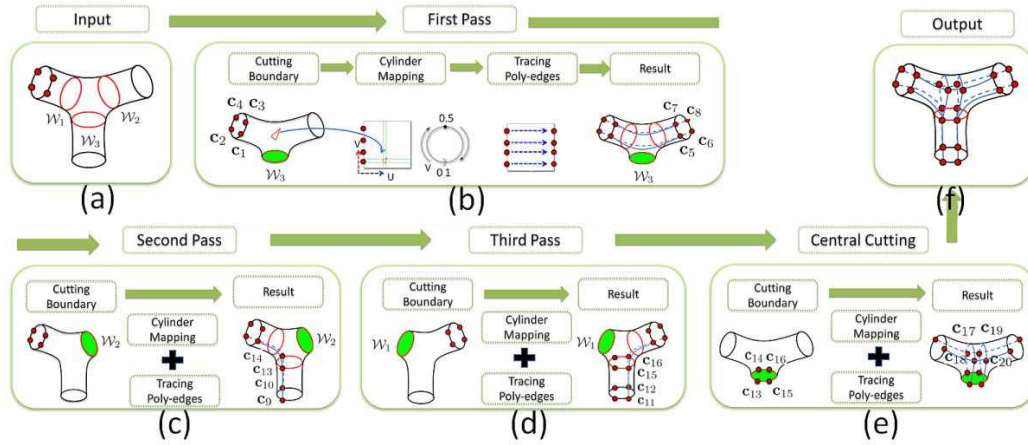 Input
First Pass
Output
Cutting
Boundary
Cylinder
Mapping
Tracing
Poly-edges
Result
W₁
W₂
W₃
c₄ c₃
c₂
c₁
W₃
V
U
0.5
V
0 1
c₇
c₈
c₆
c₅
W₃
(a)
(b)
(f)
Second Pass
Third Pass
Central Cutting
Cutting
Boundary
Result
W₂
Cylinder
Mapping
Tracing
Poly-edges
W₂
c₁₄
c₁₃
c₁₀
c₉
Cutting
Boundary
Result
W₁
Cylinder
Mapping
Tracing
Poly-edges
W₁
c₁₆
c₁₅
c₁₂
c₁₁
Cutting
Boundary
Result
c₁₄ c₁₆
c₁₃ c₁₅
Cylinder
Mapping
Tracing
Poly-edges
c₁₇ c₁₉
c₁₈ c₂₀
(c)
(d)
(e)